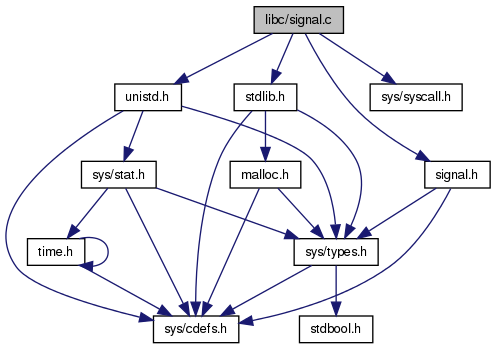 libc/signal.c
unistd.h
stdlib.h
sys/syscall.h
sys/stat.h
malloc.h
signal.h
time.h
sys/types.h
sys/cdefs.h
stdbool.h